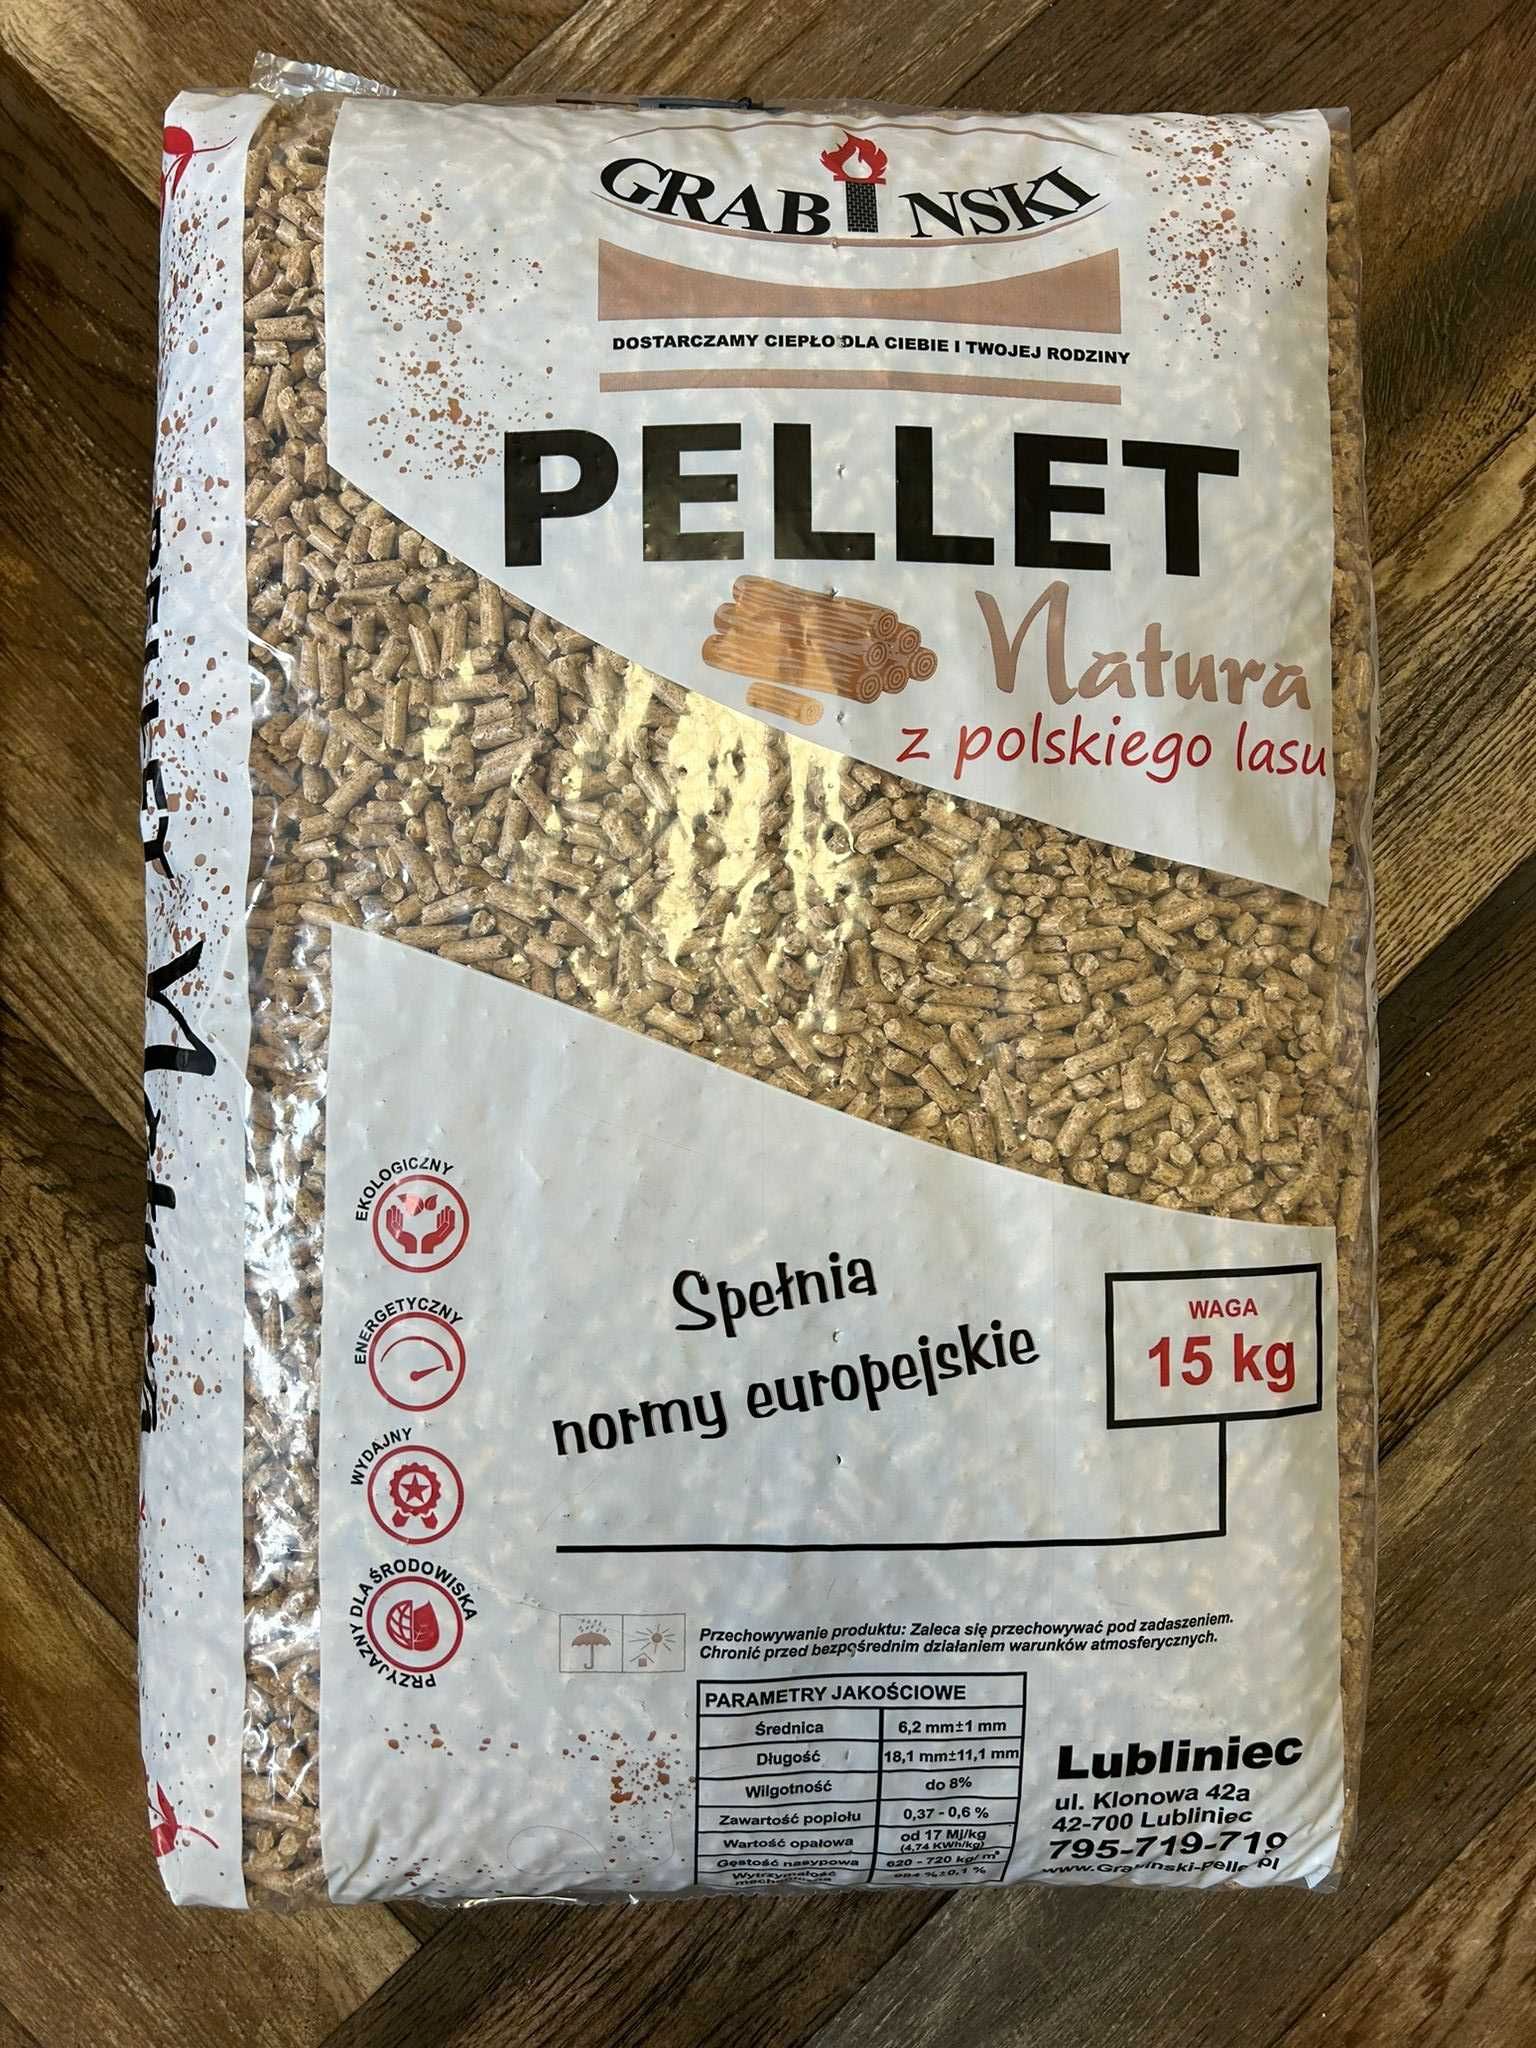 GRABINSKI
DOSTARCZAMY CIEPŁO DLA CIEBIE I TWOJEJ RODZINY
PELLET
Natura
z polskiego lasu
PELLET Natura
EKOLOGICZNY
ENERGETYCZNY
WYDAJNY
PRZYJAZNY DLA ŚRODOWISKA
Spełnia
normy europejskie
WAGA
15 kg
Przechowywanie produktu: Zaleca się przechowywać pod zadaszeniem.
Chronić przed bezpośrednim działaniem warunków atmosferycznych.
PARAMETRY JAKOŚCIOWE
Średnica 6,2 mm±1 mm
Długość 18,1 mm±11,1 mm
Wilgotność do 8%
Zawartość popiołu 0,37 - 0,6 %
Wartość opałowa od 17 Mj/kg
(4,74 KWh/kg)
Gęstość nasypowa 620 - 720 kg/m³
Wytrzymałość
Lubliniec
ul. Klonowa 42a
42-700 Lubliniec
795-719-719